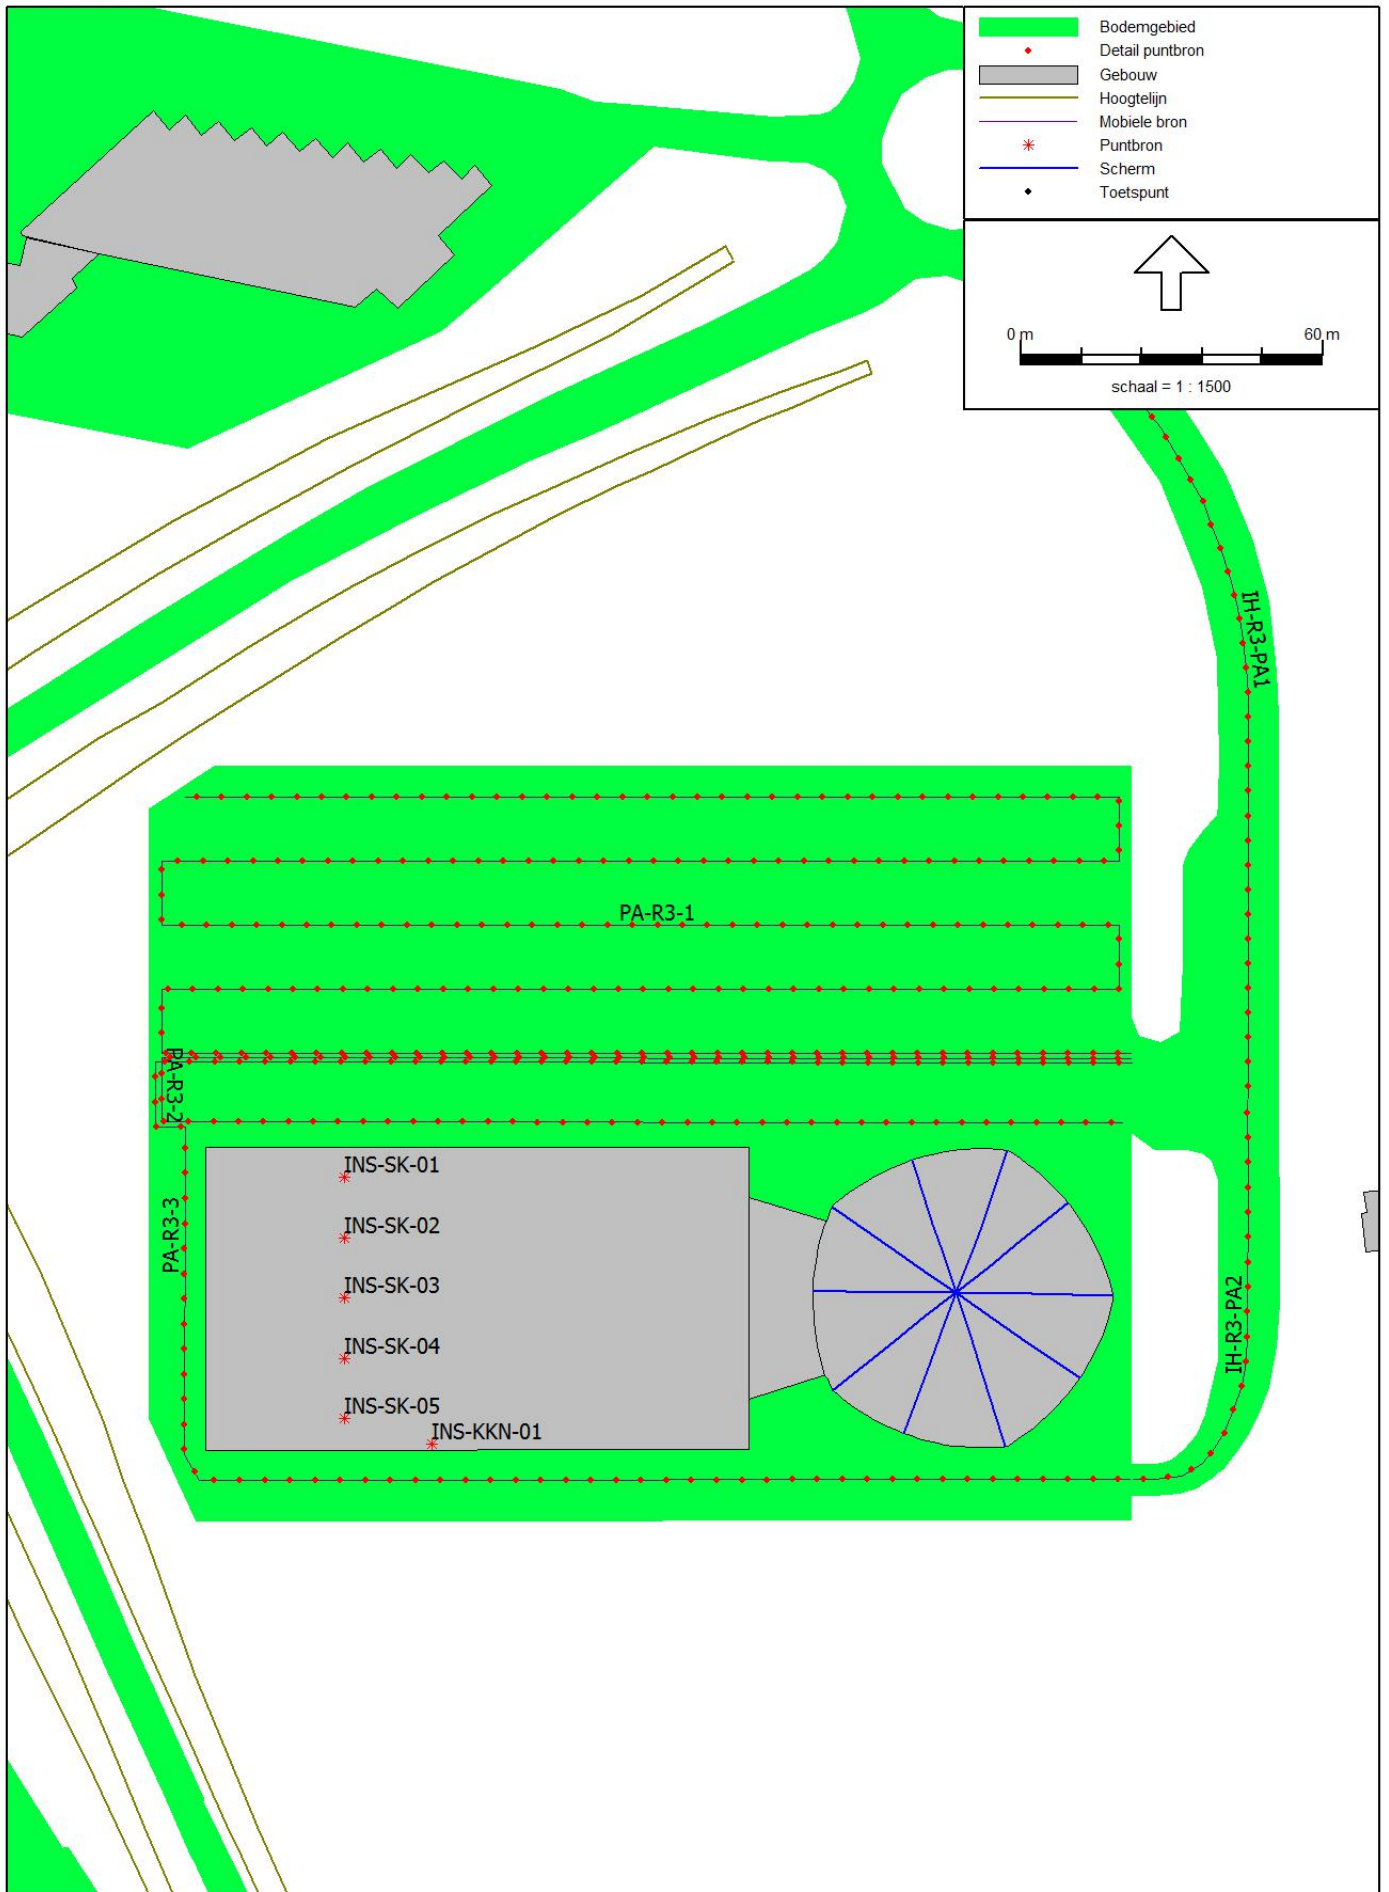 Bodemgebied
Detail puntbron
Gebouw
Hoogtelijn
Mobiele bron
Puntbron
Scherm
Toetspunt
0 m 60 m
schaal = 1 : 1500
IH-R3-PA1
PA-R3-1
PA-R3-2
PA-R3-3
INS-SK-01
INS-SK-02
INS-SK-03
INS-SK-04
INS-SK-05
INS-KKN-01
IH-R3-PA2